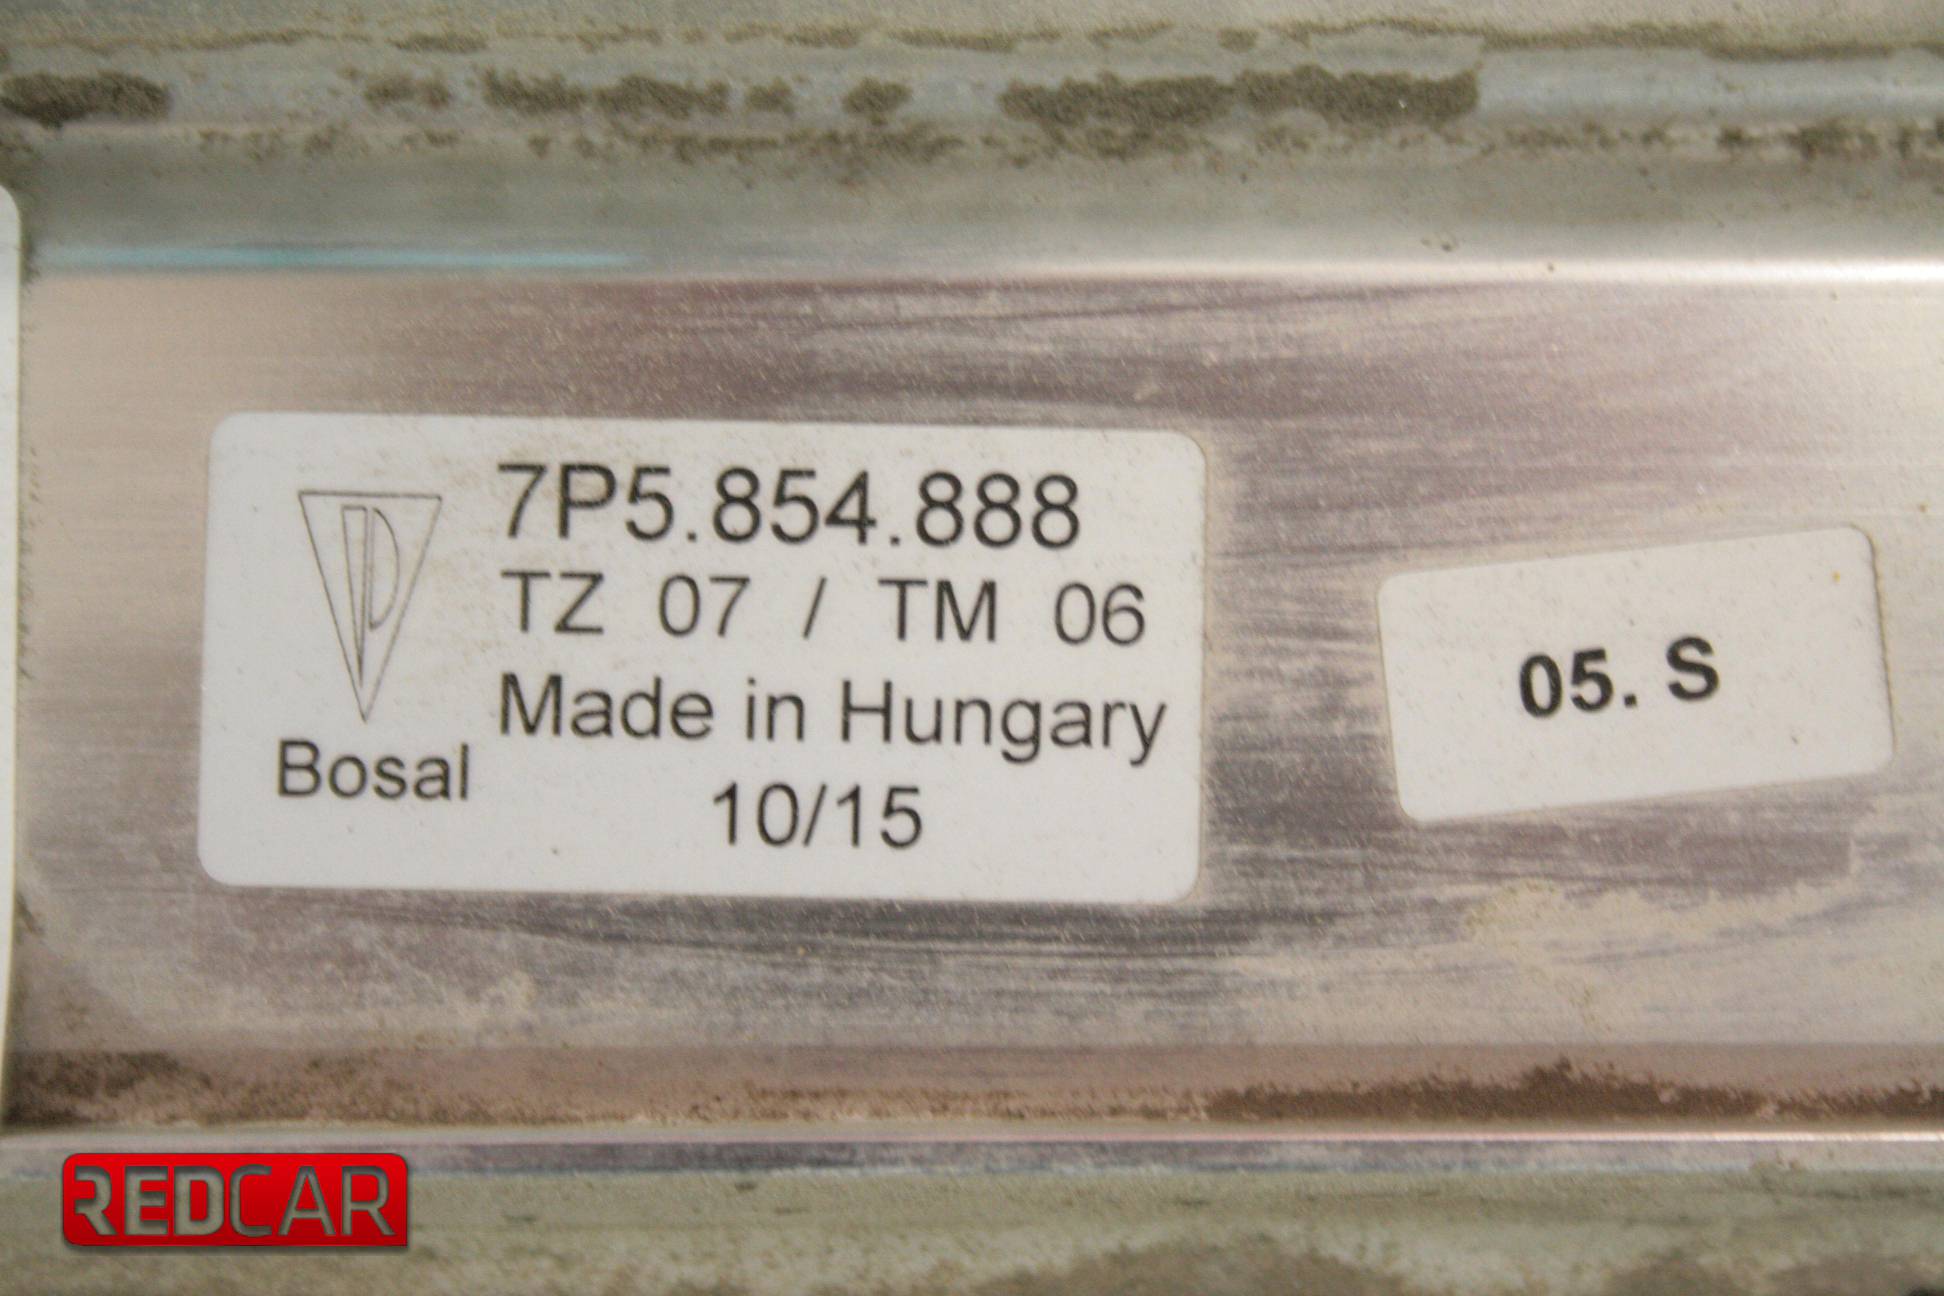 7P5.854.888
TZ 07 / TM 06
Made in Hungary
Bosal
10/15
05. S
REDCAR